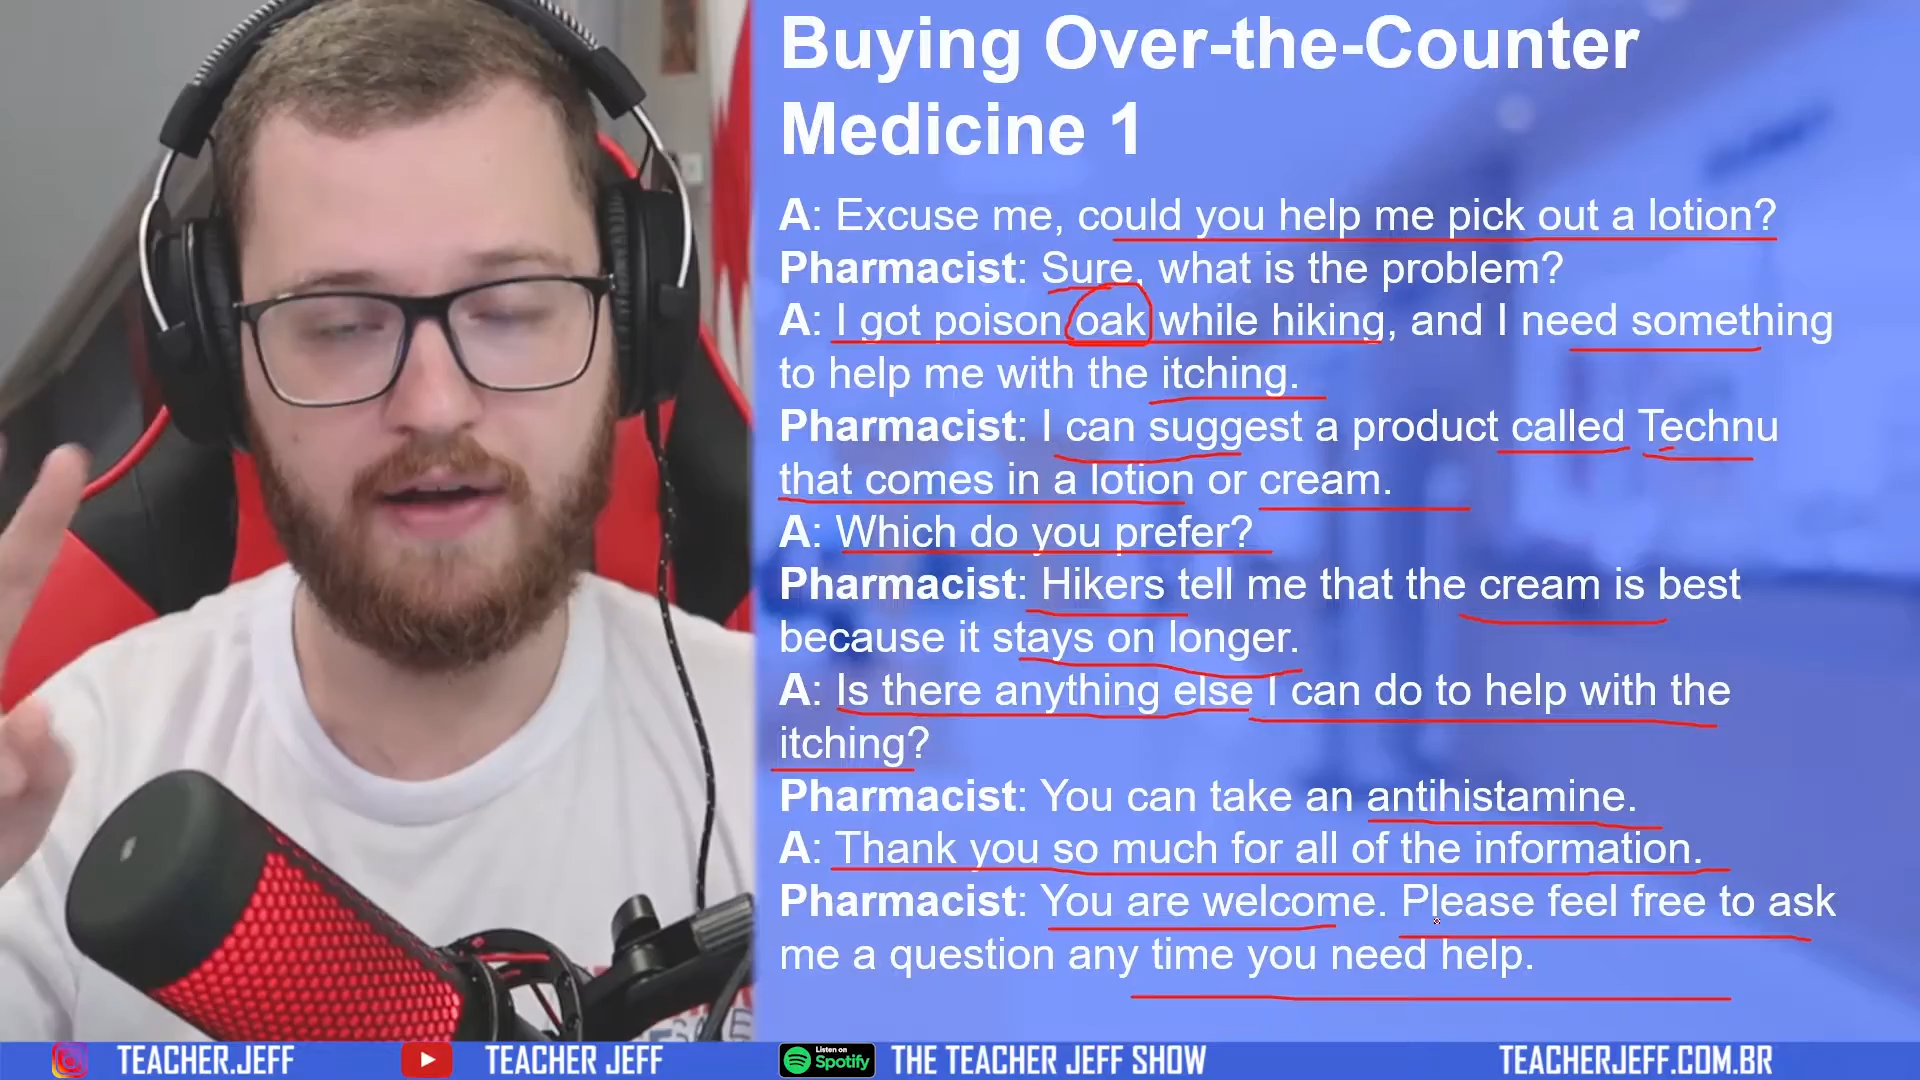 Buying Over-the-Counter
Medicine 1
A: Excuse me, could you help me pick out a lotion?
Pharmacist: Sure, what is the problem?
A: I got poison oak while hiking, and I need something
to help me with the itching.
Pharmacist: I can suggest a product called Technu
that comes in a lotion or cream.
A: Which do you prefer?
Pharmacist: Hikers tell me that the cream is best
because it stays on longer.
A: Is there anything else I can do to help with the
itching?
Pharmacist: You can take an antihistamine.
A: Thank you so much for all of the information.
Pharmacist: You are welcome. Please feel free to ask
me a question any time you need help.
TEACHER.JEFF TEACHER JEFF Listen on Spotify THE TEACHER JEFF SHOW TEACHERJEFF.COM.BR